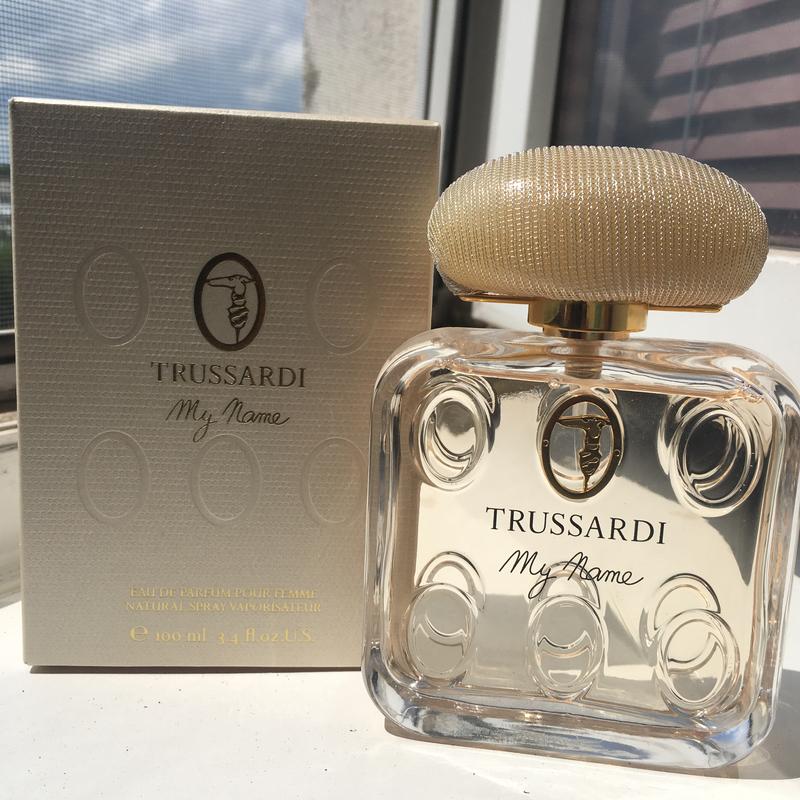 TRUSSARDI
My Name
EAU DE PARFUM POUR FEMME
NATURAL SPRAY VAPORISATEUR
℮ 100 ml 3.4 fl.oz.U.S.
TRUSSARDI
My Name